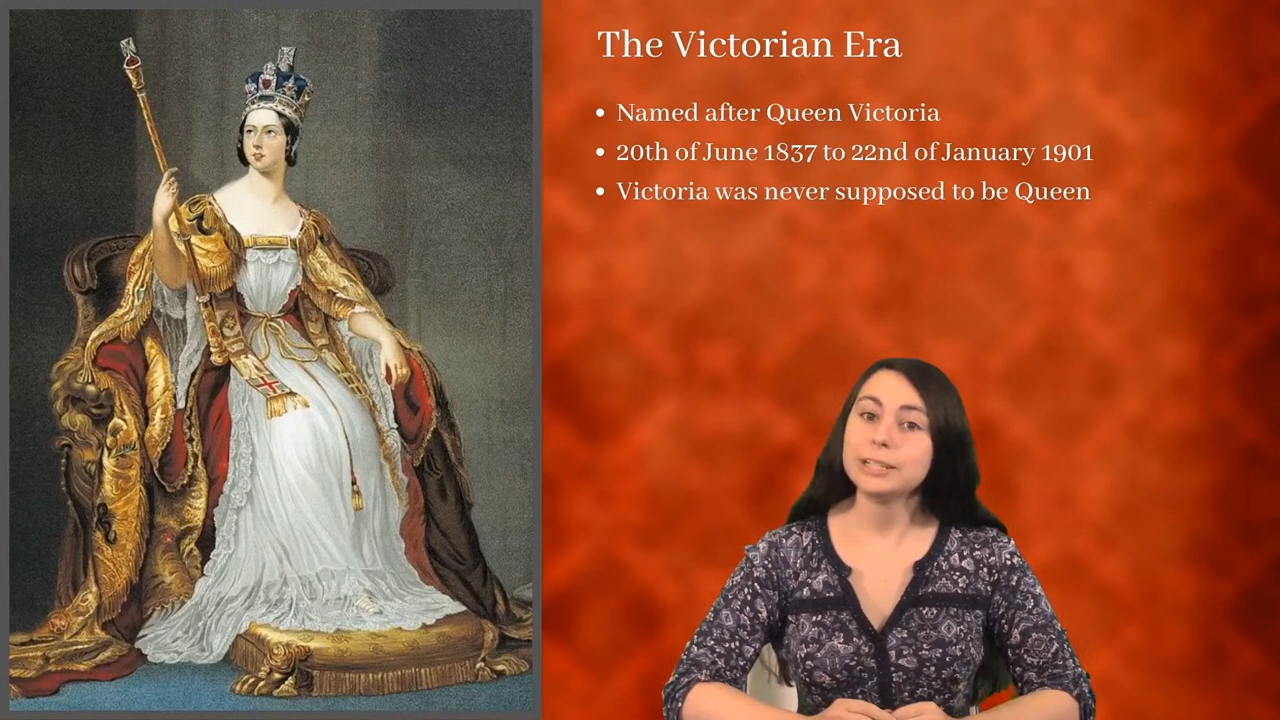 The Victorian Era
• Named after Queen Victoria
• 20th of June 1837 to 22nd of January 1901
• Victoria was never supposed to be Queen